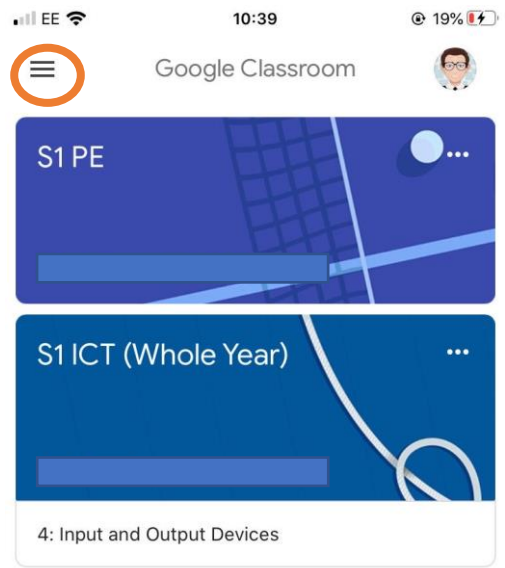 EE 10:39 19%
Google Classroom
S1 PE
S1 ICT (Whole Year)
4: Input and Output Devices